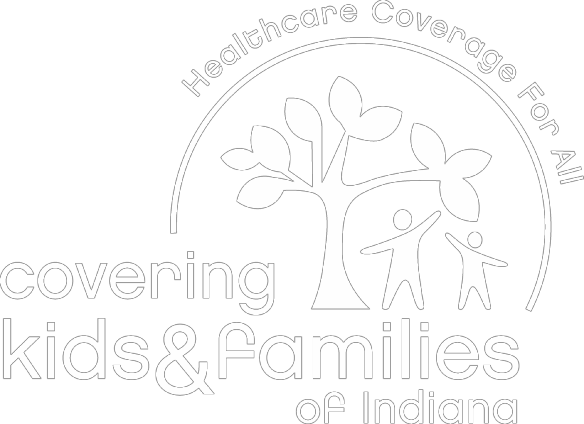 Healthcare Coverage For All
covering
kids&families
of Indiana